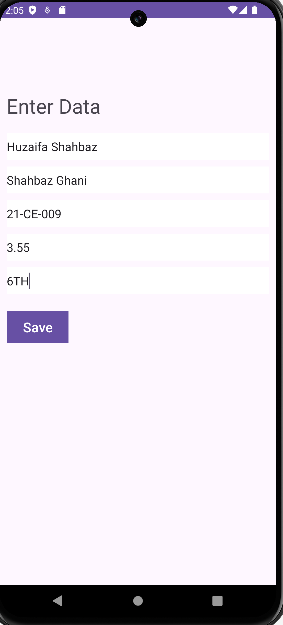 2:05
Enter Data
Huzaifa Shahbaz
Shahbaz Ghani
21-CE-009
3.55
6TH
Save